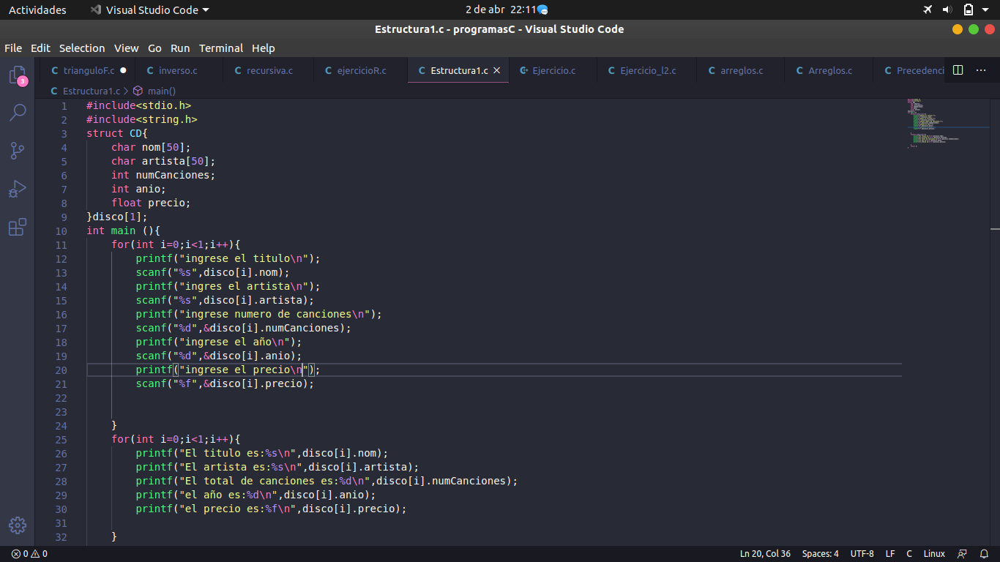 Actividades Visual Studio Code 2 de abr 22:11
Estructura1.c - programasC - Visual Studio Code
File Edit Selection View Go Run Terminal Help
3
C trianguloF.c C inverso.c C recursiva.c C ejercicioR.c C Estructura1.c C+ Ejercicio.c C Ejercicio_l2.c C arreglos.c C Arreglos.c C Precedenci
C Estructura1.c > main()
1 #include<stdio.h>
2 #include<string.h>
3 struct CD{
4     char nom[50];
5     char artista[50];
6     int numCanciones;
7     int anio;
8     float precio;
9 }disco[1];
10 int main (){
11     for(int i=0;i<1;i++){
12         printf("ingrese el titulo\n");
13         scanf("%s",disco[i].nom);
14         printf("ingres el artista\n");
15         scanf("%s",disco[i].artista);
16         printf("ingrese numero de canciones\n");
17         scanf("%d",&disco[i].numCanciones);
18         printf("ingrese el año\n");
19         scanf("%d",&disco[i].anio);
20         printf("ingrese el precio\n");
21         scanf("%f",&disco[i].precio);
22
23
24     }
25     for(int i=0;i<1;i++){
26         printf("El titulo es:%s\n",disco[i].nom);
27         printf("El artista es:%s\n",disco[i].artista);
28         printf("El total de canciones es:%d\n",disco[i].numCanciones);
29         printf("el año es:%d\n",disco[i].anio);
30         printf("el precio es:%f\n",disco[i].precio);
31
32     }
0 0 Ln 20, Col 36 Spaces: 4 UTF-8 LF C Linux